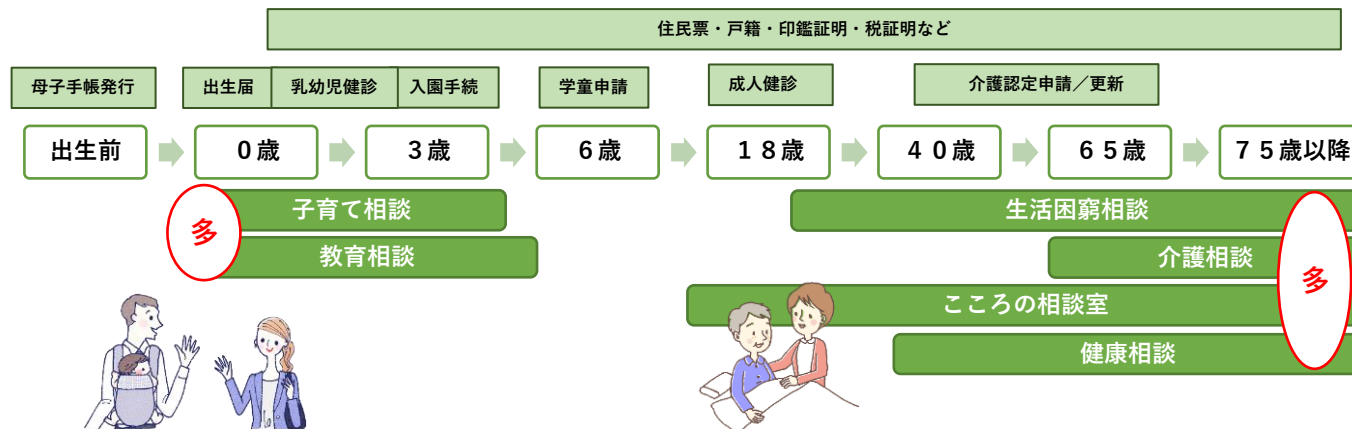 住民票・戸籍・印鑑証明・税証明など
母子手帳発行
出生届
乳幼児健診
入園手続
学童申請
成人健診
介護認定申請／更新
出生前
０歳
３歳
６歳
１８歳
４０歳
６５歳
７５歳以降
多
子育て相談
教育相談
生活困窮相談
介護相談
こころの相談室
健康相談
多